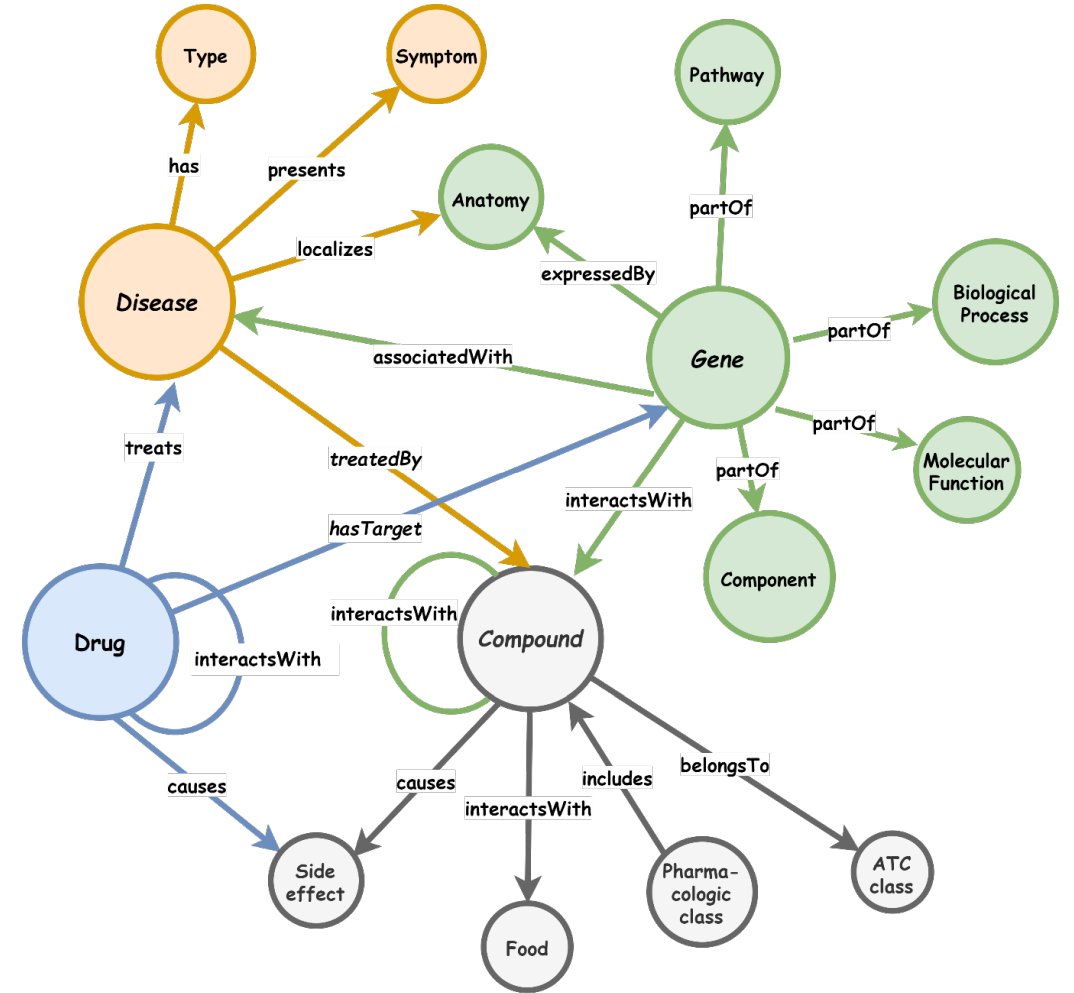 Type
Symptom
Pathway
has
presents
Anatomy
partOf
localizes
expressedBy
Biological
Process
Disease
partOf
associatedWith
Gene
partOf
treats
treatedBy
partOf
Molecular
Function
interactsWith
hasTarget
Component
interactsWith
Drug
Compound
interactsWith
causes
causes
interactsWith
includes
belongsTo
Side
effect
Food
Pharma-
cologic
class
ATC
class